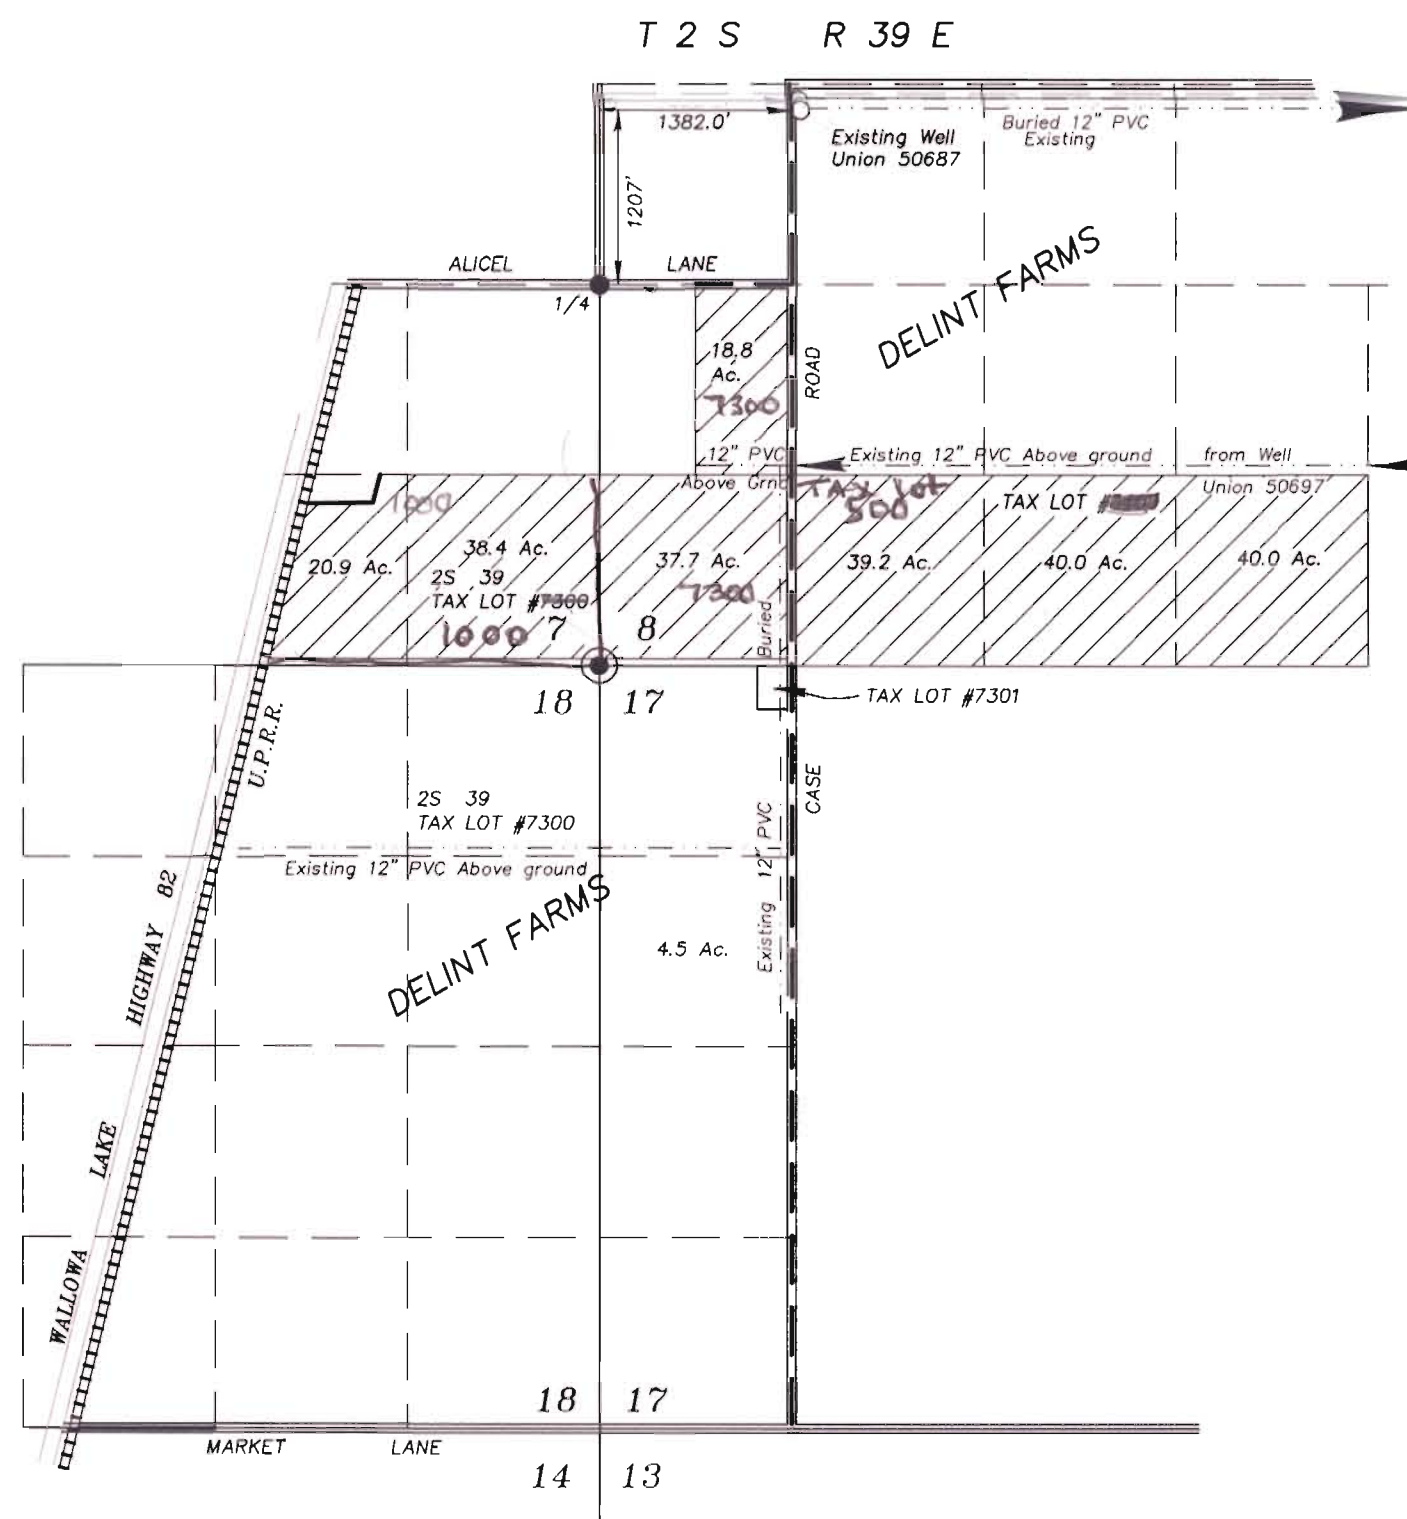 T 2 S R 39 E
1382.0'
Existing Well
Union 50687
Buried 12" PVC
Existing
1207'
DELINT FARMS
ALICEL LANE
1/4
18.8
Ac.
7300
ROAD
12" PVC
Above Grnd
Existing 12" PVC Above ground from Well
Union 50697
1000
TAX Lot
500
TAX LOT
20.9 Ac.
38.4 Ac.
37.7 Ac.
39.2 Ac.
40.0 Ac.
40.0 Ac.
2S 39
TAX LOT #7300
1000
7300
7 8
Buried
18 17
TAX LOT #7301
U.P.R.R.
2S 39
TAX LOT #7300
CASE
Existing 12" PVC Above ground
Existing 12" PVC
DELINT FARMS
4.5 Ac.
WALLOWA LAKE HIGHWAY 82
18 17
MARKET LANE
14 13